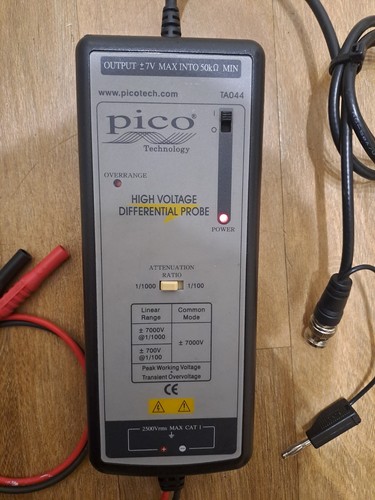 OUTPUT ± 7V MAX INTO 50kΩ MIN
www.picotech.com TA044
pico®
Technology
I
O
OVERRANGE
HIGH VOLTAGE
DIFFERENTIAL PROBE
POWER
ATTENUATION
RATIO
1/1000 1/100
Linear Range Common Mode
± 7000V
@1/1000
± 700V
@1/100
± 7000V
Peak Working Voltage
+
Transient Overvoltage
CE
2500Vrms MAX CAT I